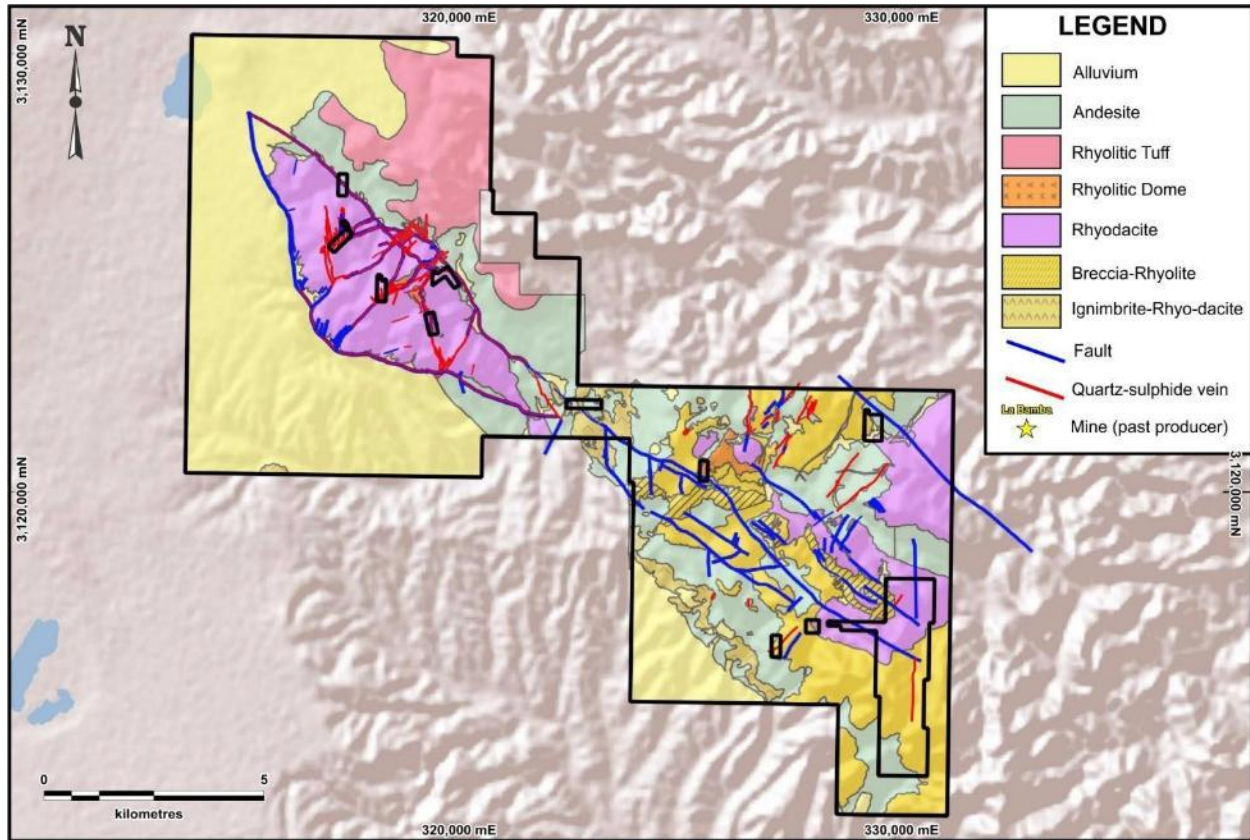 320,000 mE
330,000 mE
3,130,000 mN
N
LEGEND
Alluvium
Andesite
Rhyolitic Tuff
Rhyolitic Dome
Rhyodacite
Breccia-Rhyolite
Ignimbrite-Rhyo-dacite
Fault
Quartz-sulphide vein
La Bamba
Mine (past producer)
3,120,000 mN
3,120,000 mN
0
5
kilometres
320,000 mE
330,000 mE